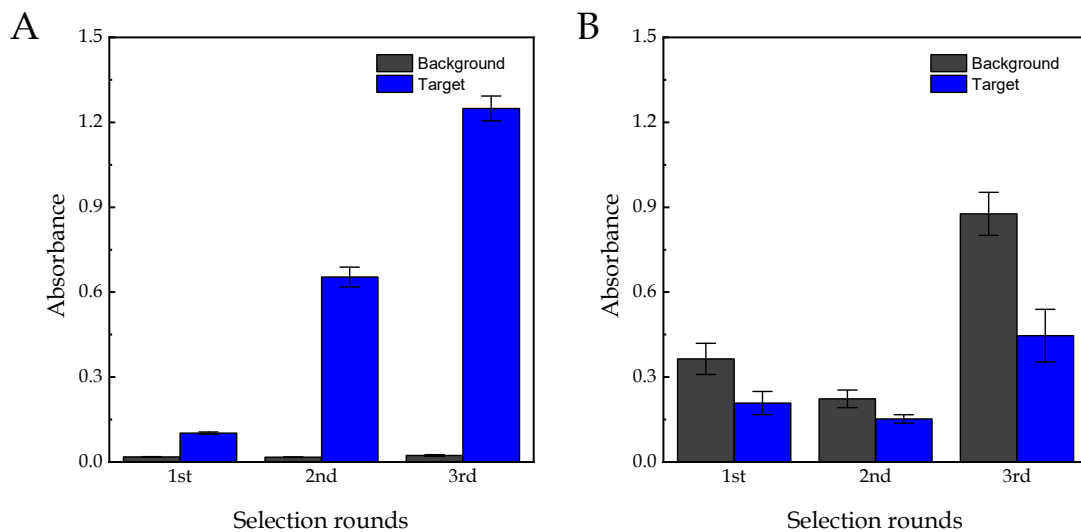 A
Absorbance
1.5
1.2
0.9
0.6
0.3
0.0
Background
Target
1st 2nd 3rd
Selection rounds
B
Absorbance
1.5
1.2
0.9
0.6
0.3
0.0
Background
Target
1st 2nd 3rd
Selection rounds